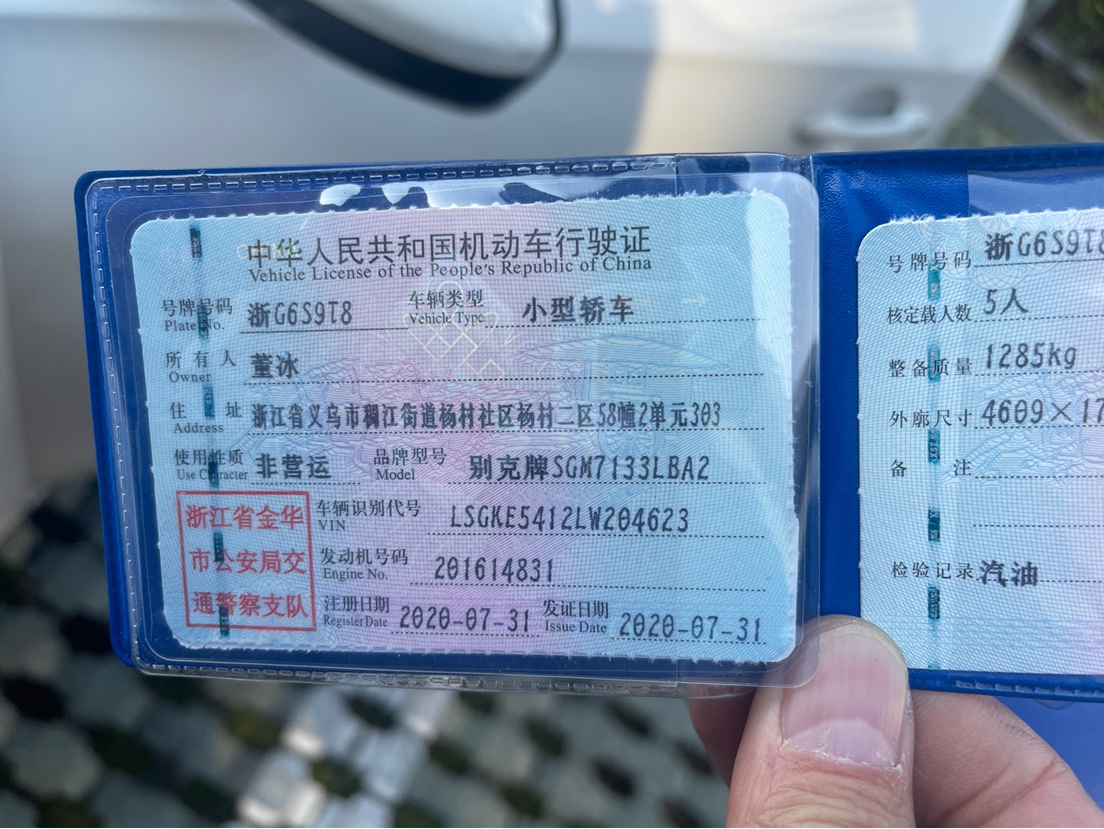 中华人民共和国机动车行驶证
Vehicle License of the People's Republic of China
号牌号码 浙G6S9T8 车辆类型 小型轿车
Plate No. Vehicle Type
所有人 董冰
Owner
住址 浙江省义乌市稠江街道杨村社区杨村二区58幢2单元303
Address
使用性质 非营运 品牌型号 别克牌SGM7133LBA2
Use Character Model
浙江省金华
市公安局交
通警察支队
车辆识别代号 LSGKE5412LW204623
VIN
发动机号码 201614831
Engine No.
注册日期 2020-07-31 发证日期 2020-07-31
Register Date Issue Date
号牌号码 浙G6S9T8
核定载人数 5人
整备质量 1285kg
外廓尺寸 4609×17
备注
检验记录 汽油